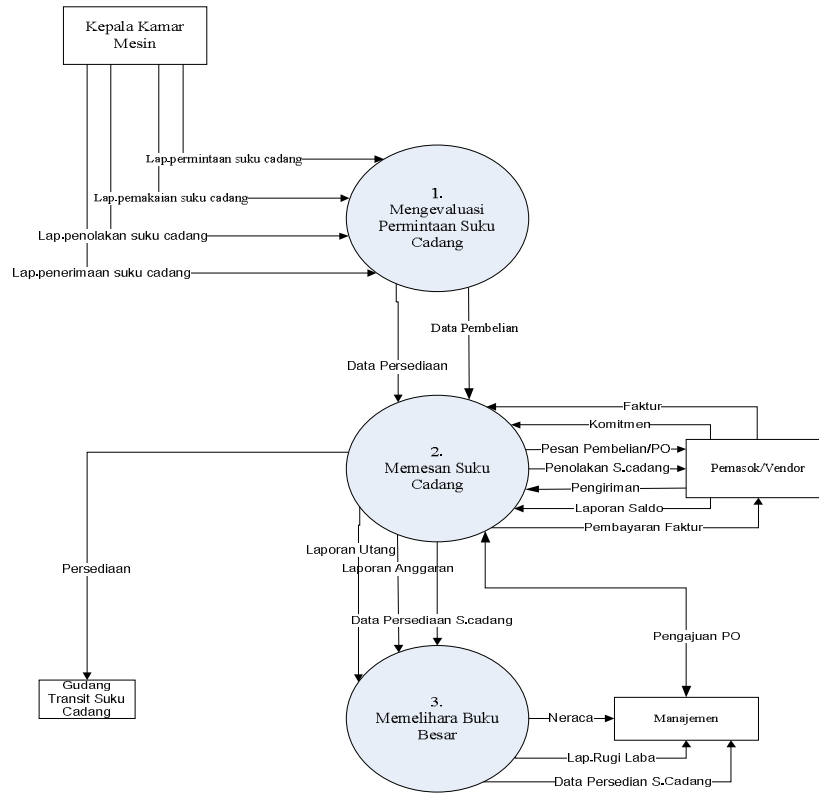 Kepala Kamar
Mesin
Lap.permintaan suku cadang
Lap.pemakaian suku cadang
Lap.penolakan suku cadang
Lap.penerimaan suku cadang
1.
Mengevaluasi
Permintaan Suku
Cadang
Data Pembelian
Data Persediaan
Faktur
Komitmen
Pesan Pembelian/PO
Penolakan S.cadang
Pengiriman
Laporan Saldo
Pembayaran Faktur
Pemasok/Vendor
2.
Memesan Suku
Cadang
Laporan Utang
Laporan Anggaran
Persediaan
Data Persediaan S.cadang
Pengajuan PO
Gudang
Transit Suku
Cadang
3.
Memelihara Buku
Besar
Neraca
Manajemen
Lap.Rugi Laba
Data Persedian S.Cadang